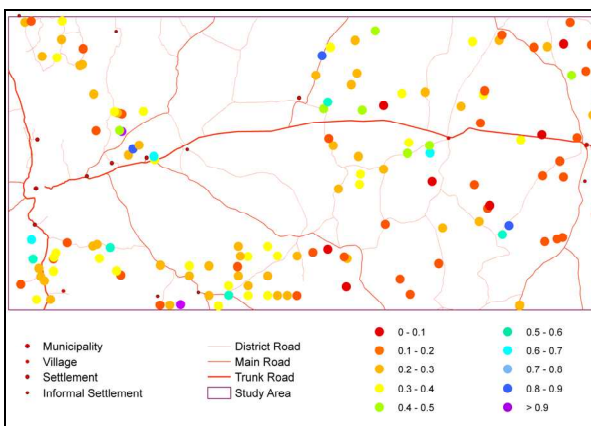 Municipality
Village
Settlement
Informal Settlement
District Road
Main Road
Trunk Road
Study Area
0 - 0.1
0.1 - 0.2
0.2 - 0.3
0.3 - 0.4
0.4 - 0.5
0.5 - 0.6
0.6 - 0.7
0.7 - 0.8
0.8 - 0.9
> 0.9